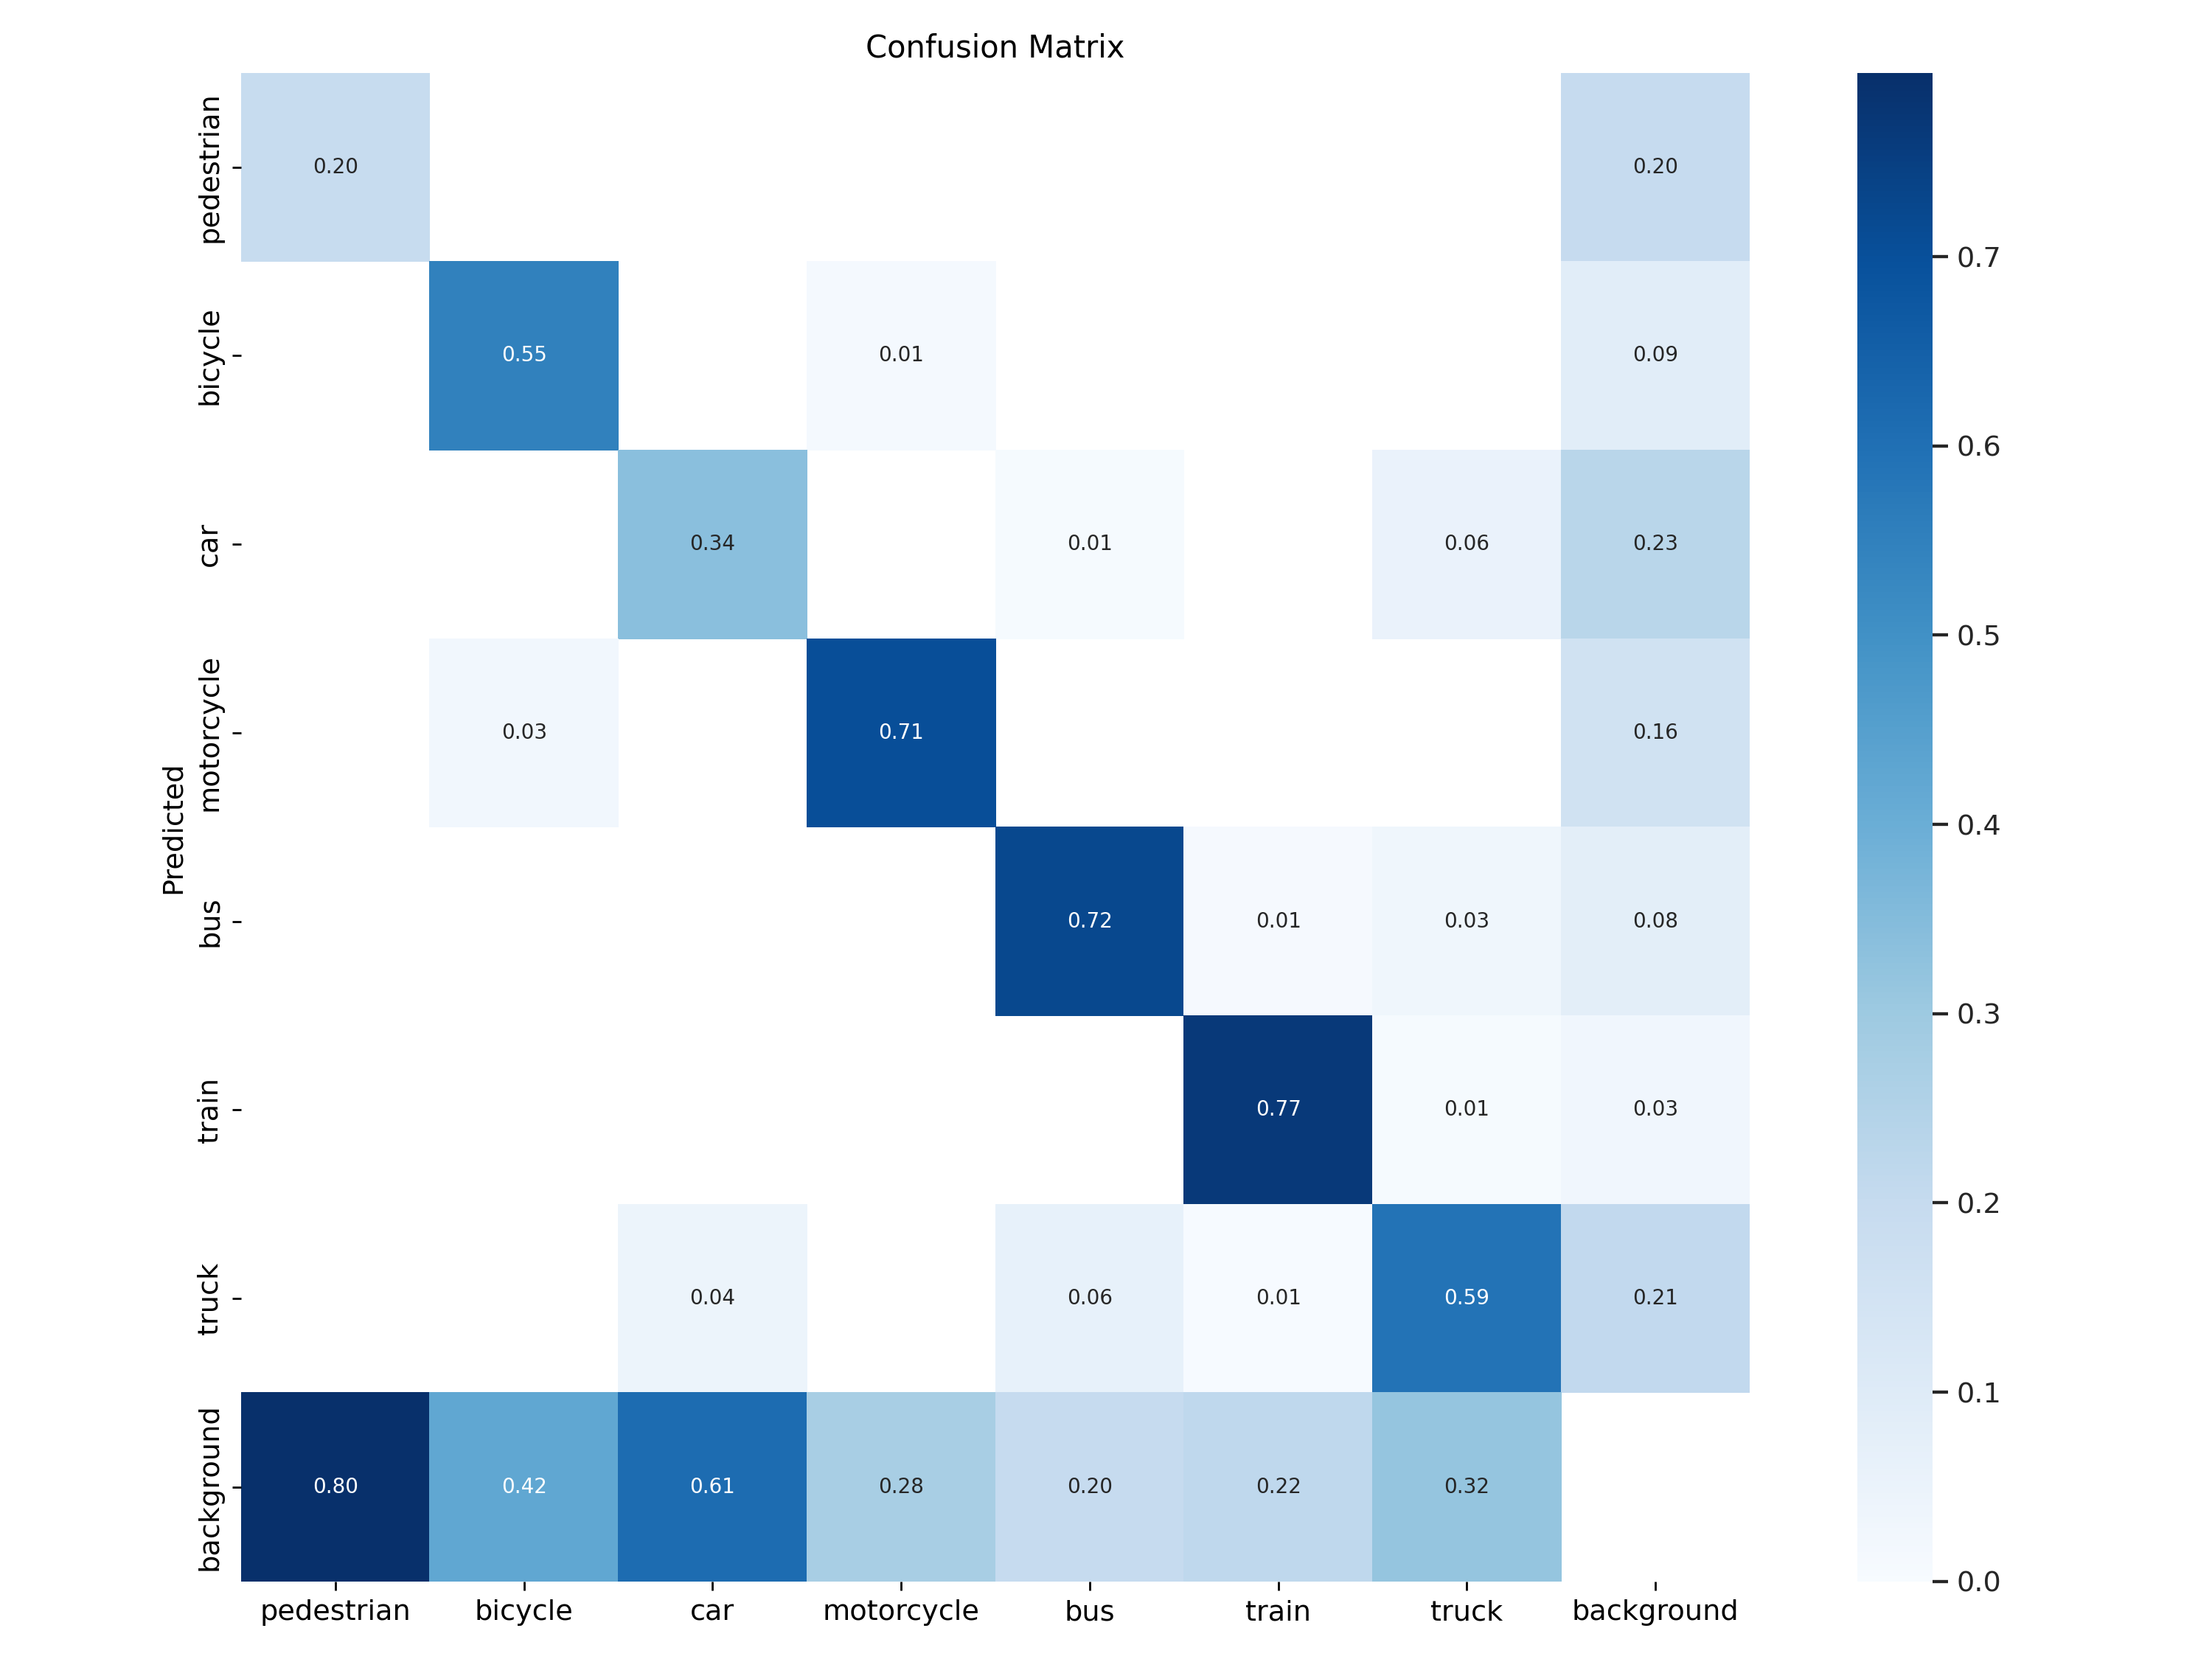 Confusion Matrix
Predicted
pedestrian 0.20 0.20
bicycle 0.55 0.01 0.09
car 0.34 0.01 0.06 0.23
motorcycle 0.03 0.71 0.16
bus 0.72 0.01 0.03 0.08
train 0.77 0.01 0.03
truck 0.04 0.06 0.01 0.59 0.21
background 0.80 0.42 0.61 0.28 0.20 0.22 0.32
pedestrian bicycle car motorcycle bus train truck background
0.7
0.6
0.5
0.4
0.3
0.2
0.1
0.0